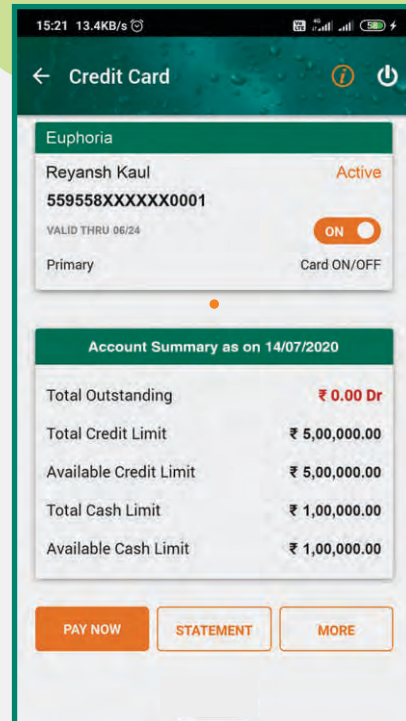 15:21 13.4KB/s 4G 58
Credit Card
Euphoria
Reyansh Kaul Active
559558XXXXXX0001
VALID THRU 06/24 ON
Primary Card ON/OFF
Account Summary as on 14/07/2020
Total Outstanding ₹ 0.00 Dr
Total Credit Limit ₹ 5,00,000.00
Available Credit Limit ₹ 5,00,000.00
Total Cash Limit ₹ 1,00,000.00
Available Cash Limit ₹ 1,00,000.00
PAY NOW STATEMENT MORE